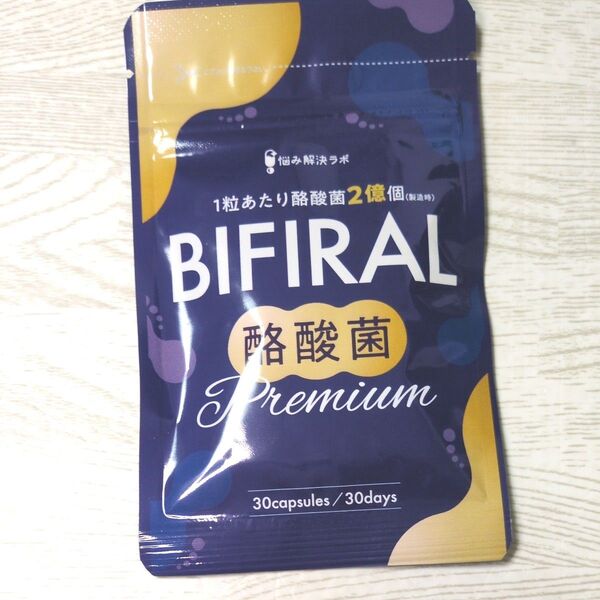 悩み解決ラボ
1粒あたり酪酸菌2億個(製造時)
BIFIRAL
酪酸菌
Premium
30capsules/30days